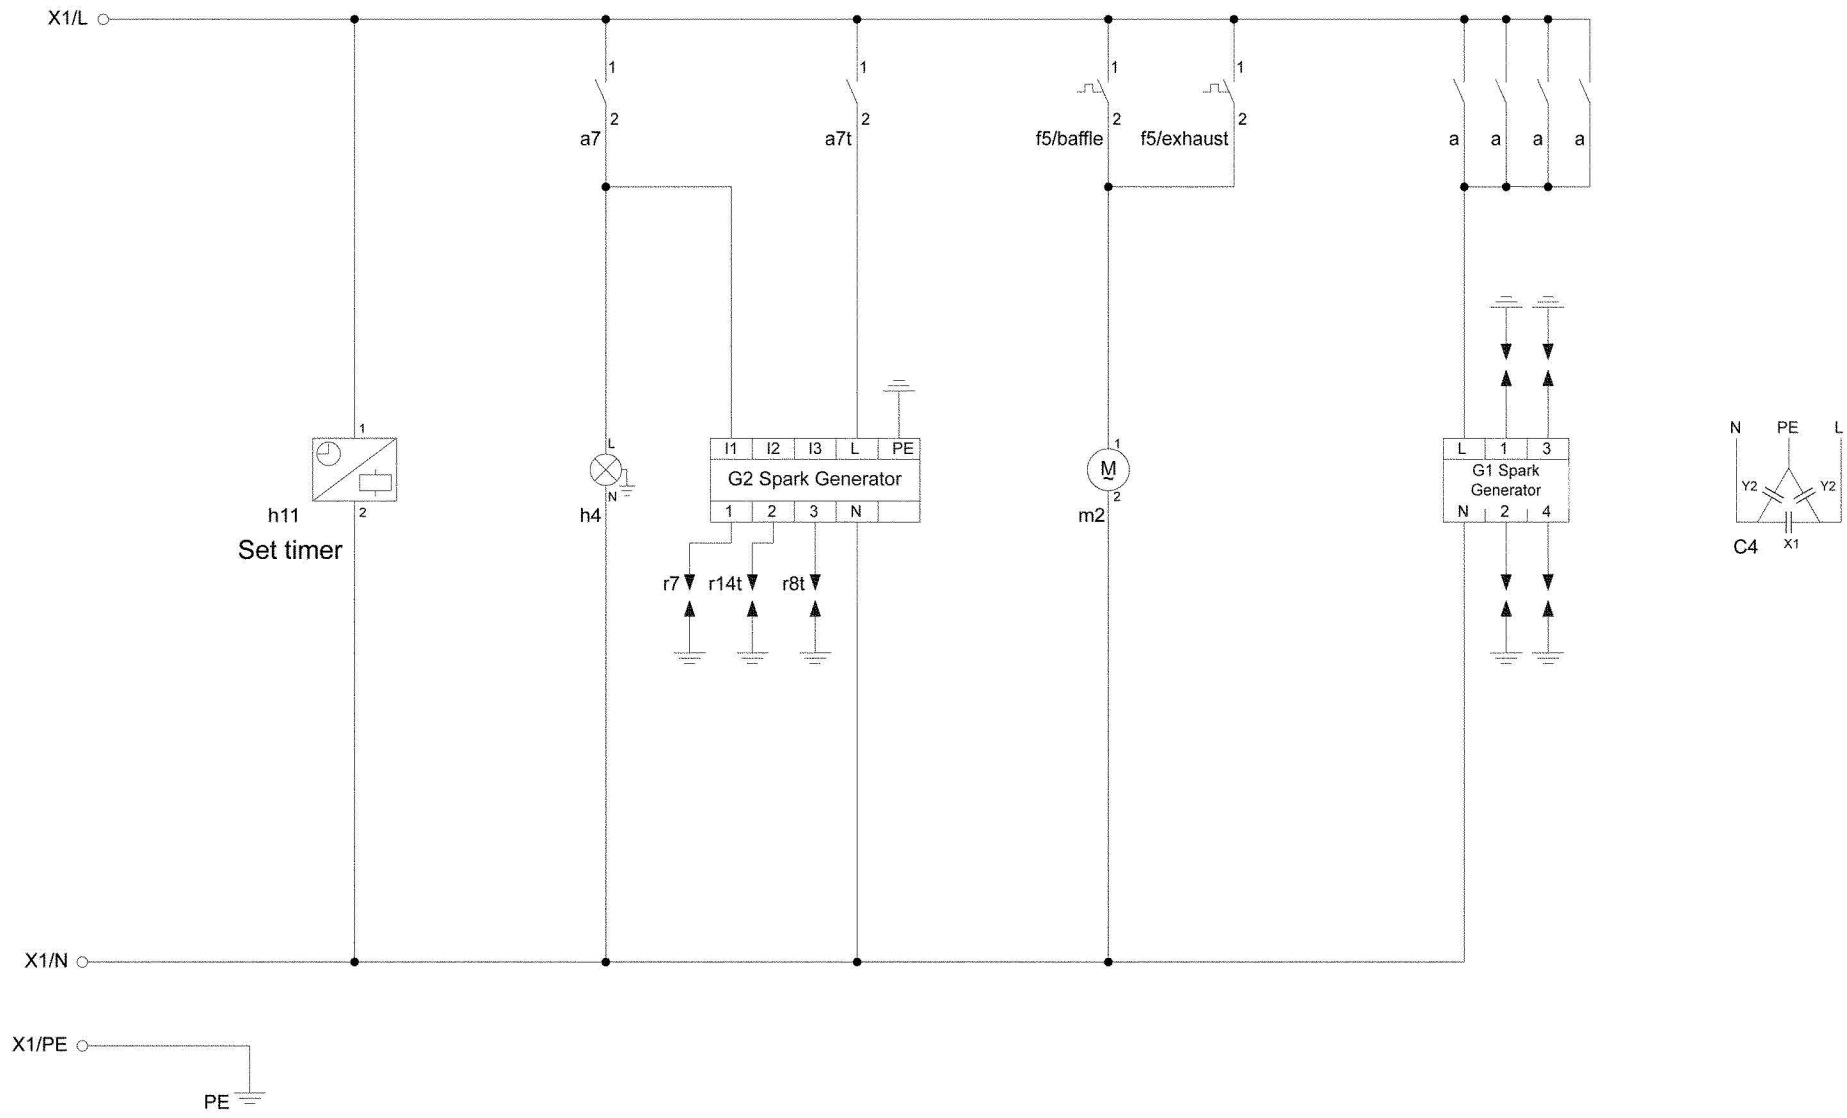 X1/L
1 1 1 1
2 2 2 2
a7 a7t f5/baffle f5/exhaust a a a a
1 L I1 I2 I3 L PE 1 L 1 3 N PE L
G2 Spark Generator M ~ G1 Spark
Generator
Y2 Y2
2 N 1 2 3 N 2 N 2 4
h11 h4 m2
Set timer C4 X1
r7 r14t r8t
X1/N
X1/PE
PE